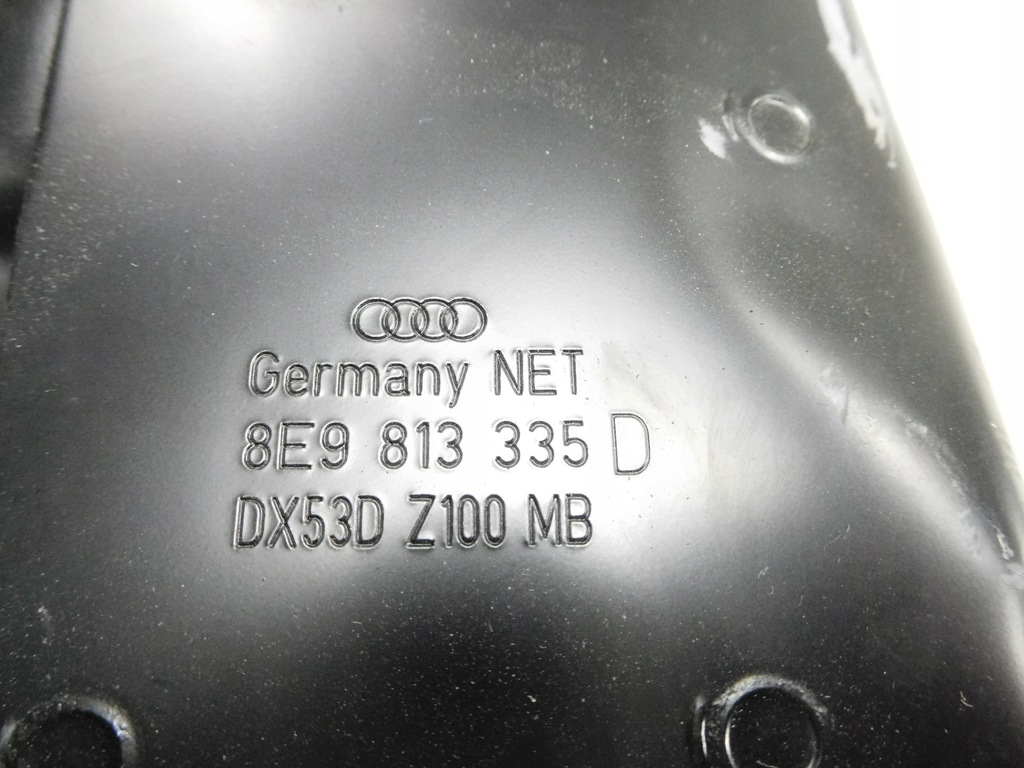 Germany NET
8E9 813 335 D
DX53D Z100 MB